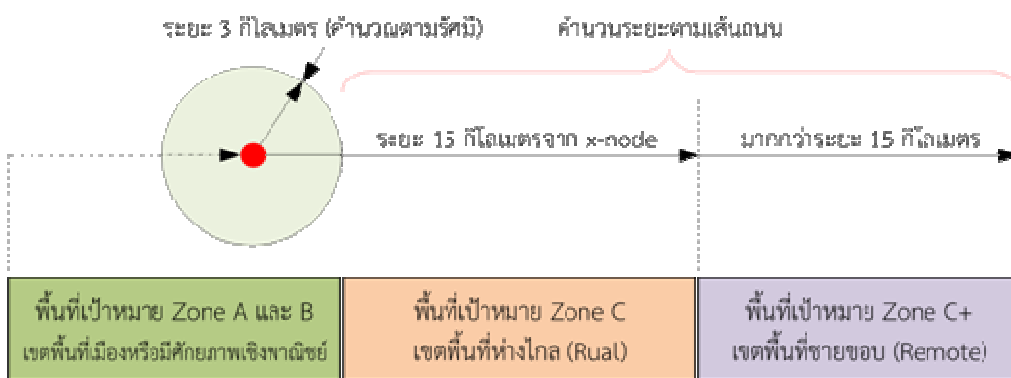 ระยะ 3 กิโลเมตร (คำนวณตามรัศมี)
คำนวนระยะตามเส้นถนน
ระยะ 15 กิโลเมตรจาก x-node
มากกว่าระยะ 15 กิโลเมตร
พื้นที่เป้าหมาย Zone A และ B
เขตพื้นที่เมืองหรือมีศักยภาพเชิงพาณิชย์
พื้นที่เป้าหมาย Zone C
เขตพื้นที่ห่างไกล (Rual)
พื้นที่เป้าหมาย Zone C+
เขตพื้นที่ชายขอบ (Remote)